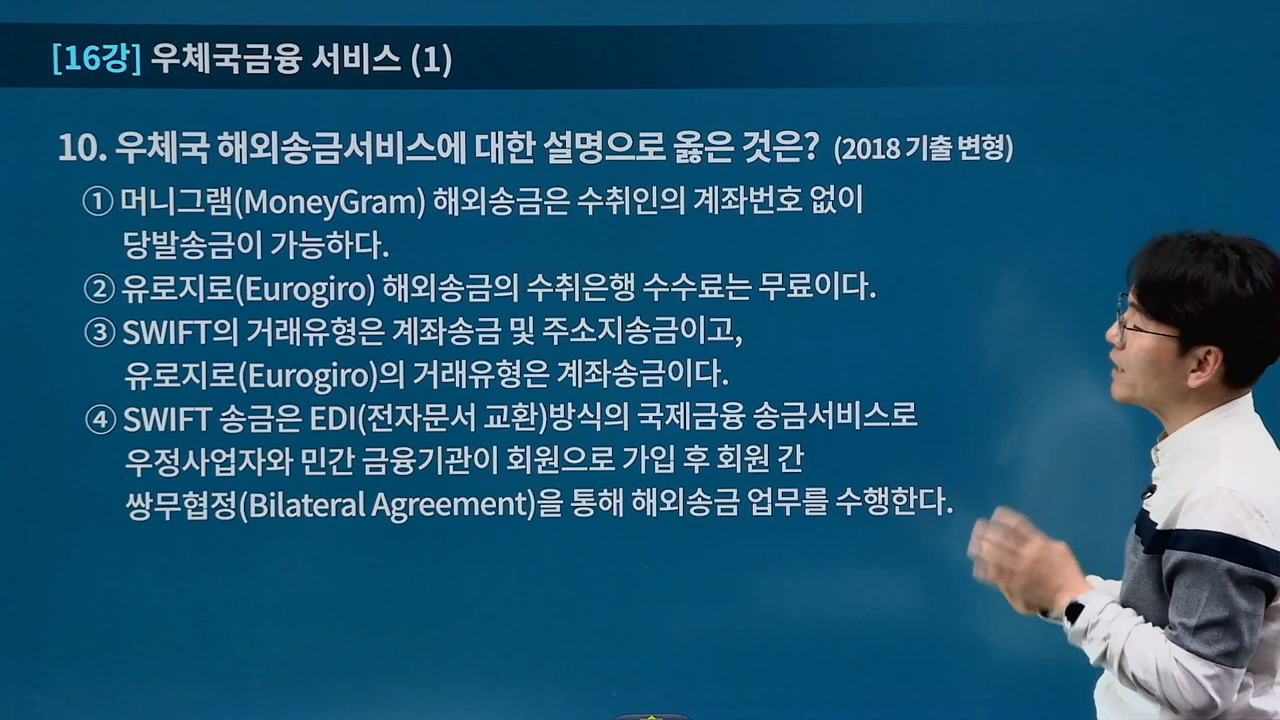 [16강] 우체국금융 서비스 (1)
10. 우체국 해외송금서비스에 대한 설명으로 옳은 것은? (2018 기출 변형)
① 머니그램(MoneyGram) 해외송금은 수취인의 계좌번호 없이
당발송금이 가능하다.
② 유로지로(Eurogiro) 해외송금의 수취은행 수수료는 무료이다.
③ SWIFT의 거래유형은 계좌송금 및 주소지송금이고,
유로지로(Eurogiro)의 거래유형은 계좌송금이다.
④ SWIFT 송금은 EDI(전자문서 교환)방식의 국제금융 송금서비스로
우정사업자와 민간 금융기관이 회원으로 가입 후 회원 간
쌍무협정(Bilateral Agreement)을 통해 해외송금 업무를 수행한다.